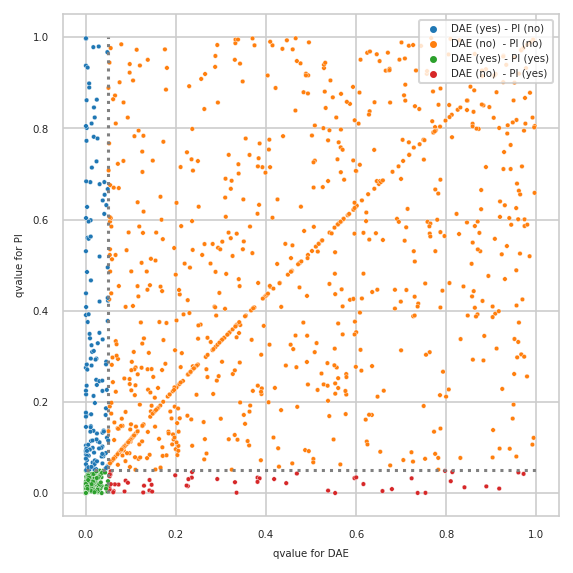 DAE (yes) - PI (no)
DAE (no) - PI (no)
DAE (yes) - PI (yes)
DAE (no) - PI (yes)
1.0
0.8
0.6
0.4
0.2
0.0
qvalue for PI
0.0 0.2 0.4 0.6 0.8 1.0
qvalue for DAE